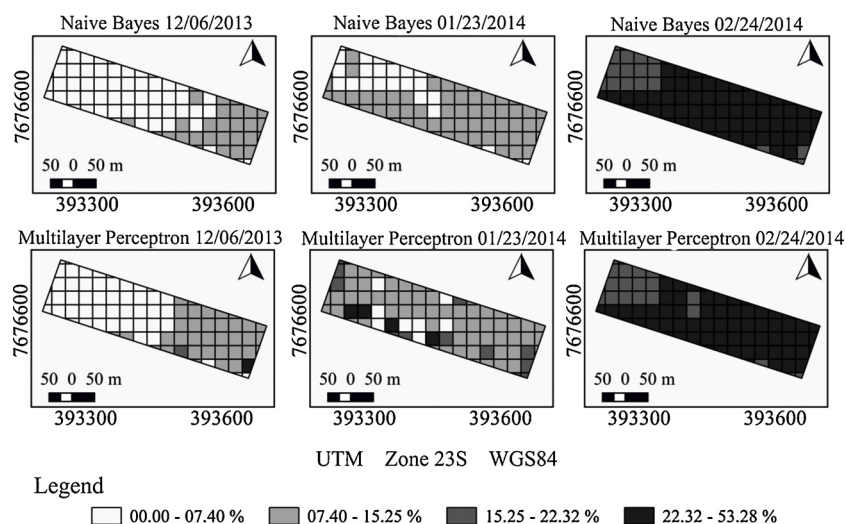 Naive Bayes 12/06/2013
Naive Bayes 01/23/2014
Naive Bayes 02/24/2014
7676600
50 0 50 m
393300 393600
7676600
50 0 50 m
393300 393600
7676600
50 0 50 m
393300 393600
Multilayer Perceptron 12/06/2013
Multilayer Perceptron 01/23/2014
Multilayer Perceptron 02/24/2014
7676600
50 0 50 m
393300 393600
7676600
50 0 50 m
393300 393600
7676600
50 0 50 m
393300 393600
UTM Zone 23S WGS84
Legend
00.00 - 07.40 %
07.40 - 15.25 %
15.25 - 22.32 %
22.32 - 53.28 %